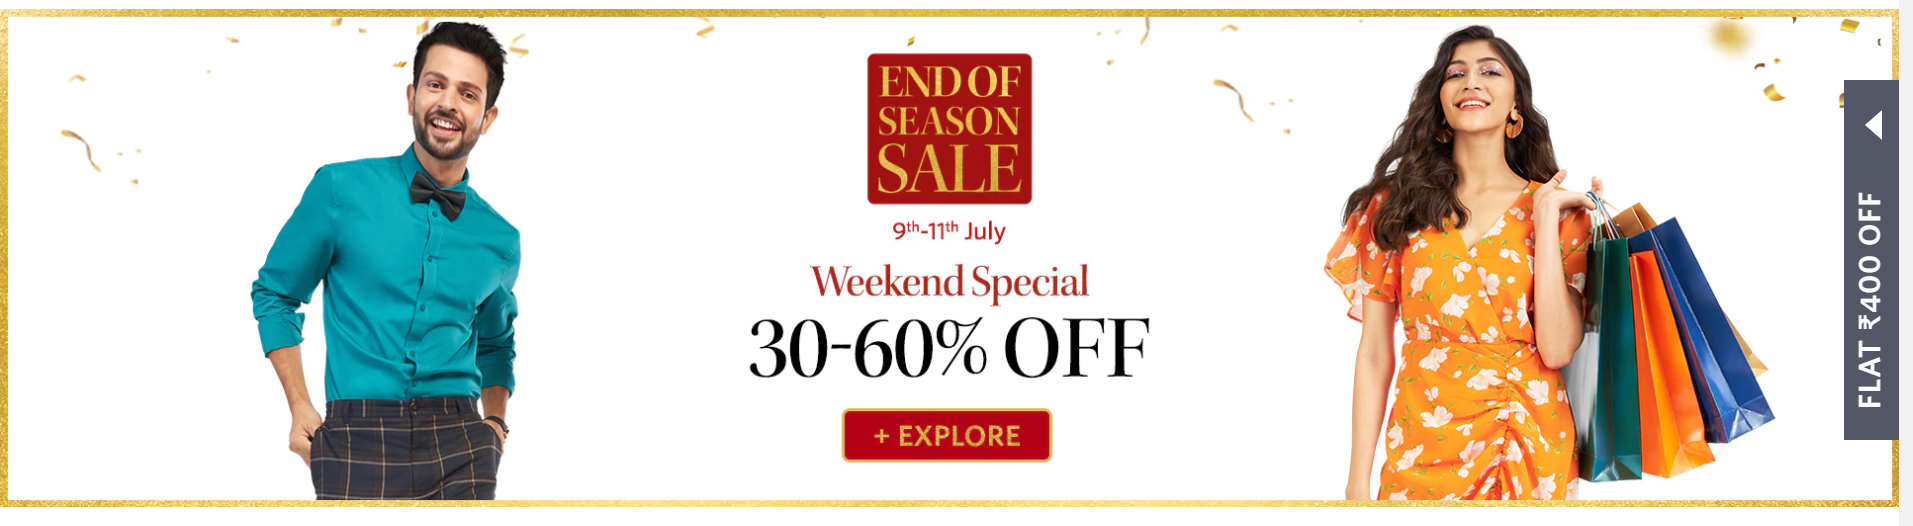 END OF
SEASON
SALE
9th-11th July
Weekend Special
30-60% OFF
+ EXPLORE
FLAT ₹400 OFF